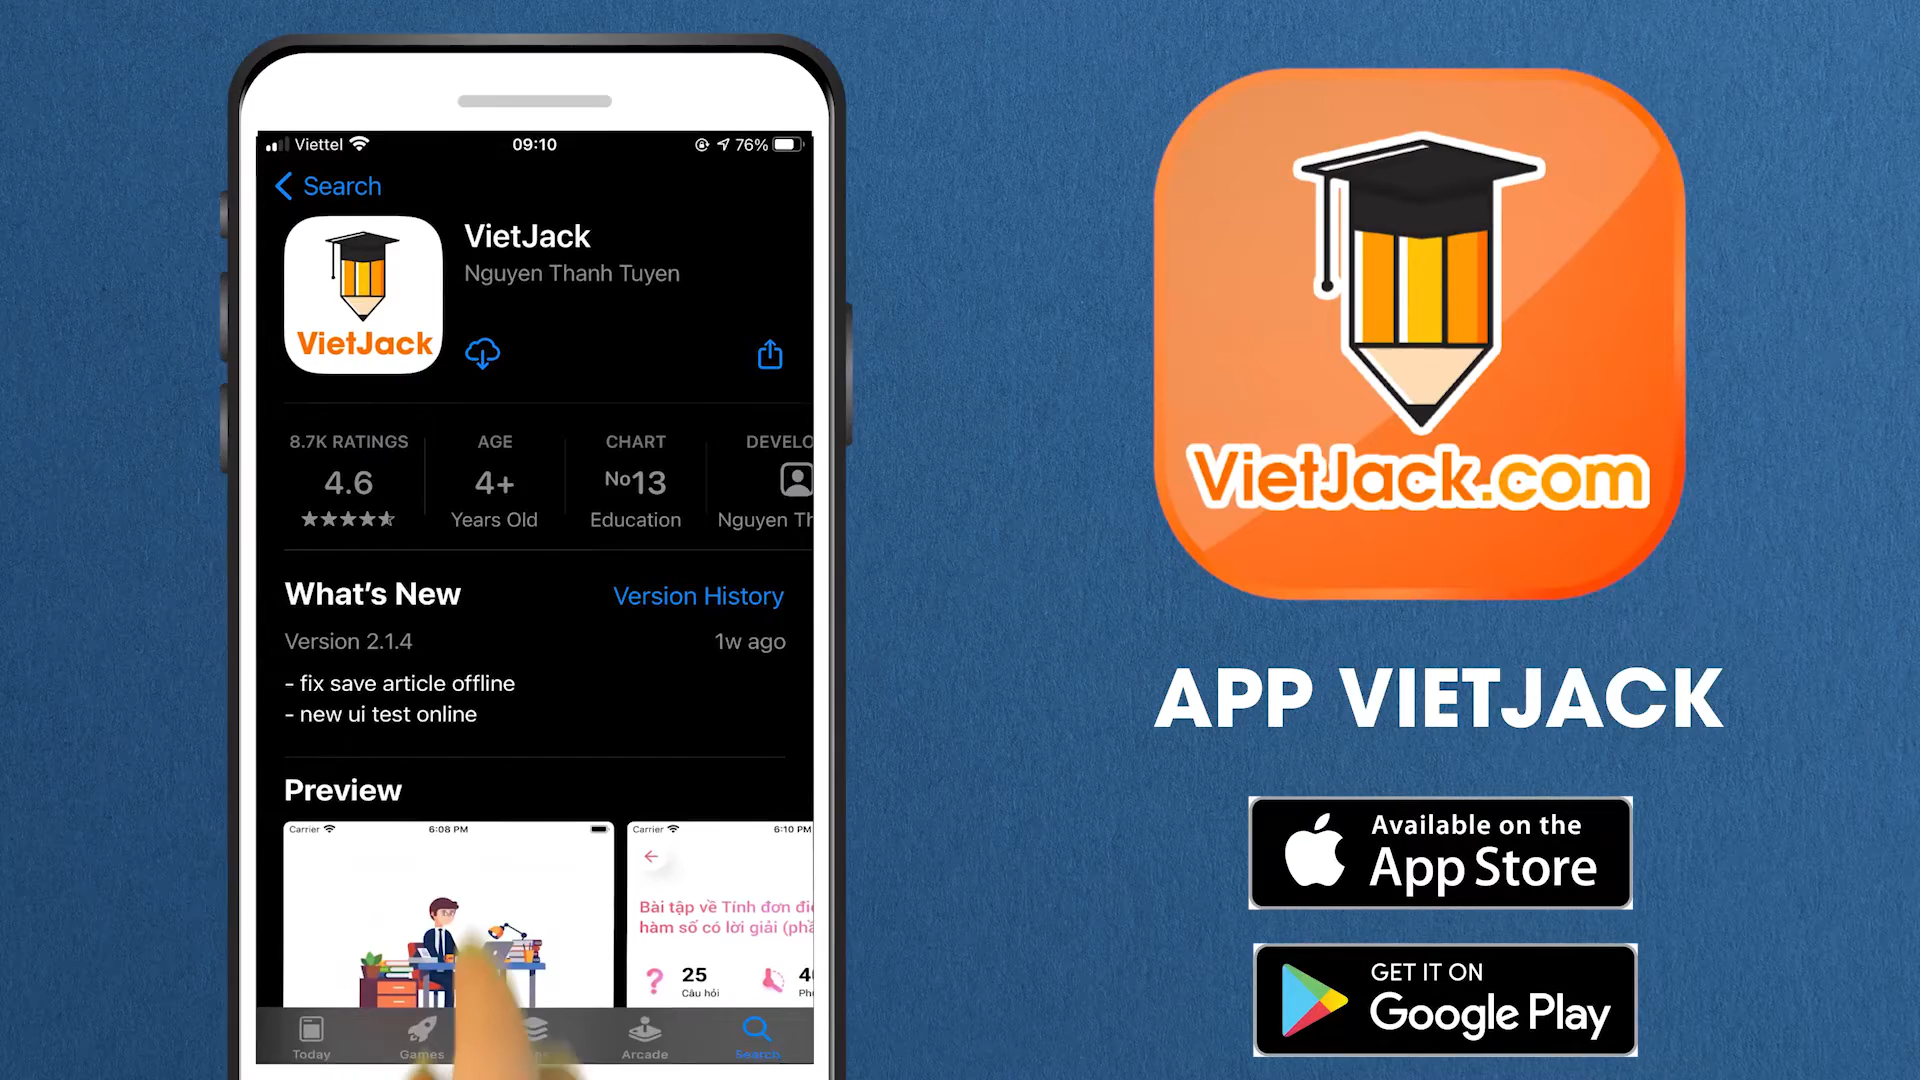 Viettel
09:10
76%
Search
VietJack
Nguyen Thanh Tuyen
VietJack
8.7K RATINGS
4.6
AGE
4+
Years Old
CHART
No13
Education
DEVELO
Nguyen Th
What's New
Version History
Version 2.1.4
1w ago
- fix save article offline
- new ui test online
Preview
Carrier
6:08 PM
Carrier
6:10 PM
Bài tập về Tính đơn đi
hàm số có lời giải (ph
25
Câu hỏi
Today
Games
Arcade
Search
VietJack.com
APP VIETJACK
Available on the
App Store
GET IT ON
Google Play